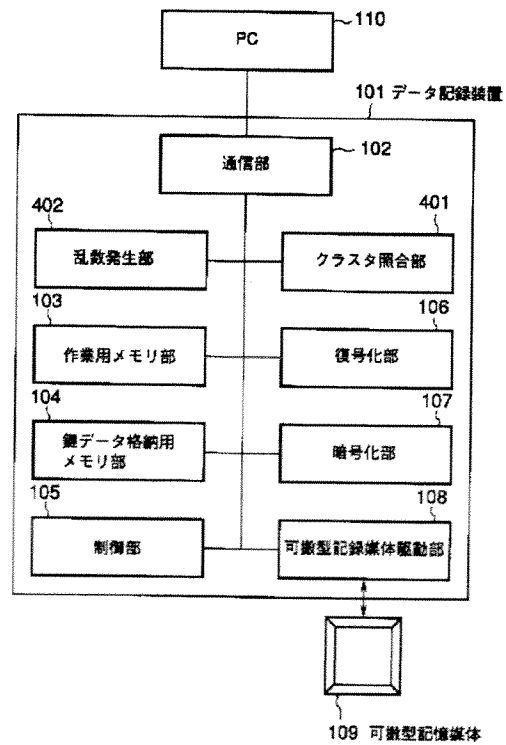 110
PC
101 データ記録装置
通信部
102
402
401
乱数発生部
クラスタ照合部
103
106
作業用メモリ部
復号化部
104
107
鍵データ格納用
メモリ部
暗号化部
105
108
制御部
可搬型記録媒体駆動部
109 可搬型記憶媒体